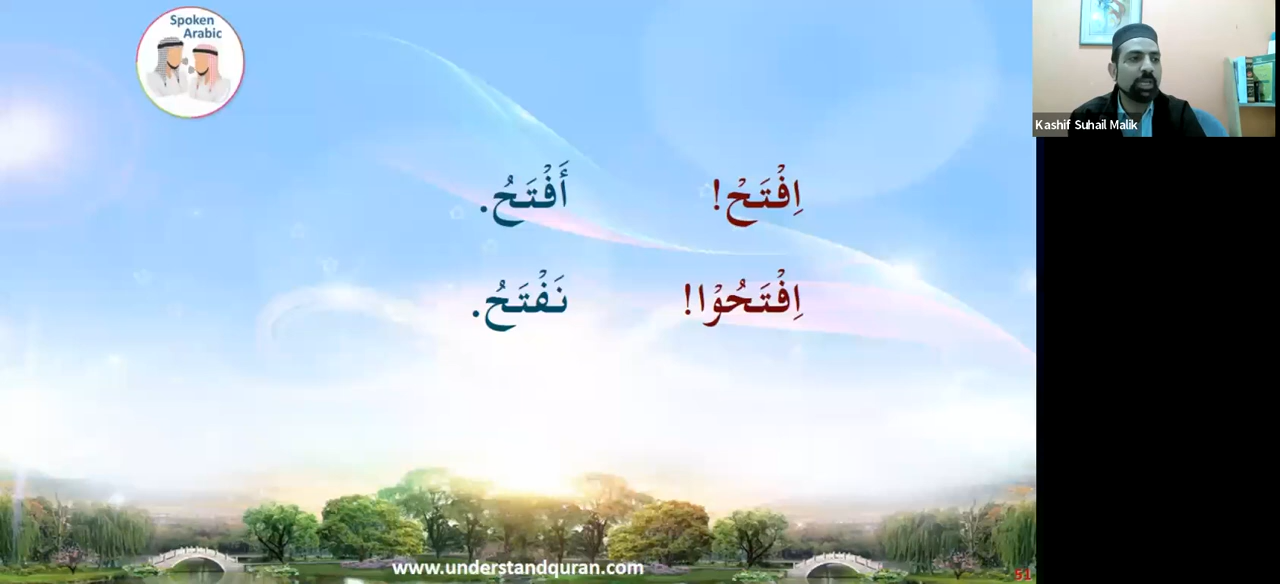 Spoken
Arabic
Kashif Suhail Malik
اِفْتَحْ! أَفْتَحُ.
اِفْتَحُوْا! نَفْتَحُ.
www.understandquran.com
51